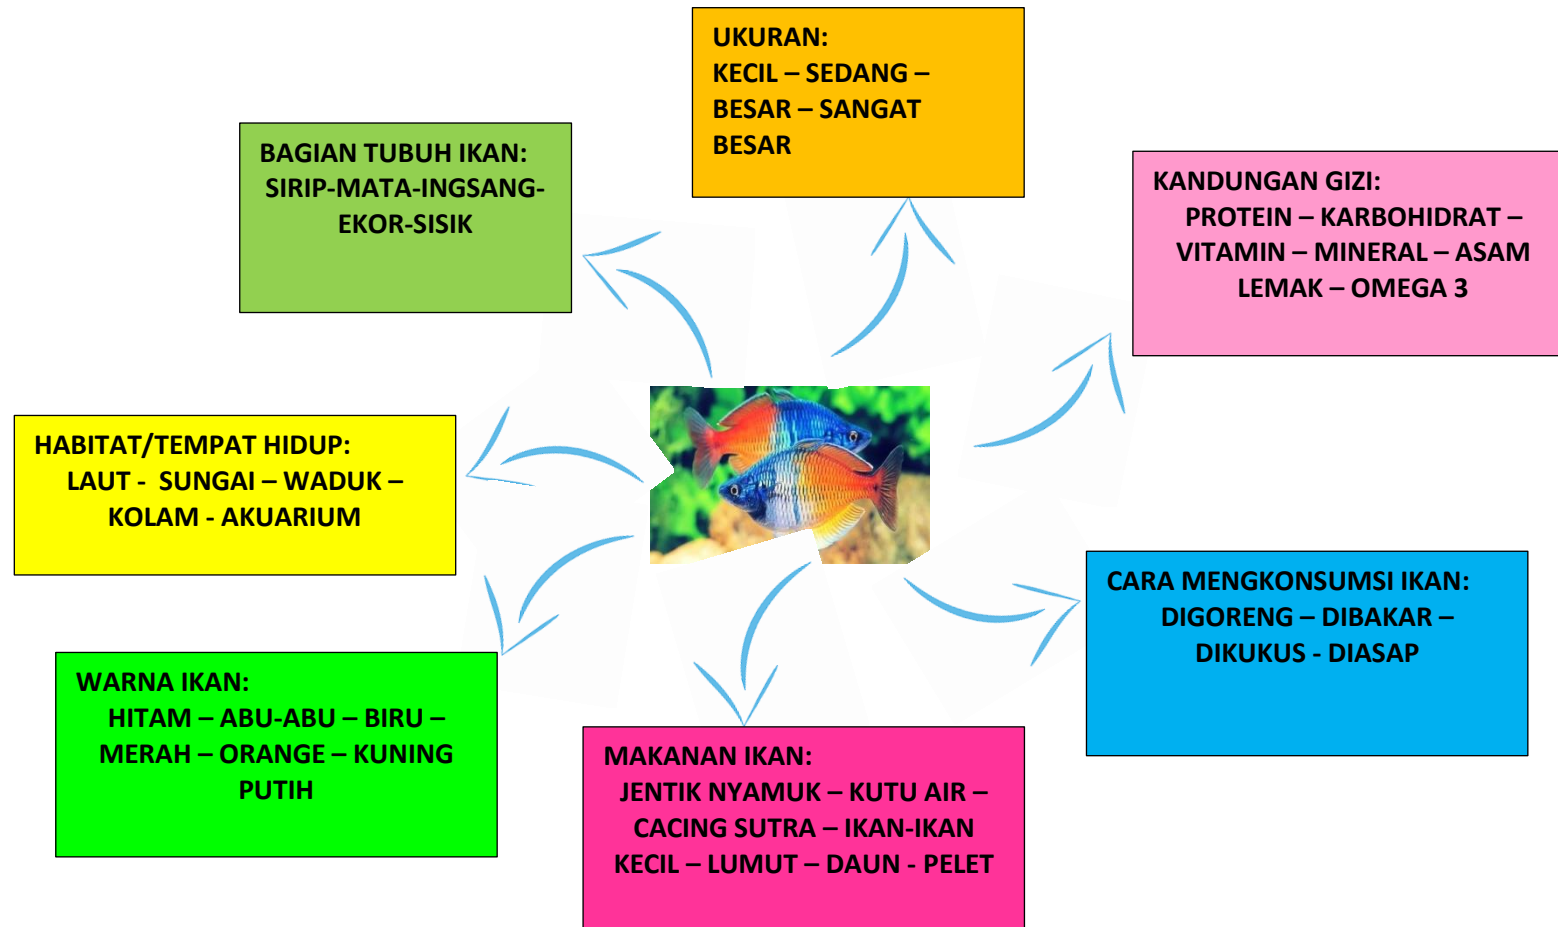 UKURAN:
KECIL – SEDANG –
BESAR – SANGAT
BESAR
BAGIAN TUBUH IKAN:
SIRIP-MATA-INGSANG-
EKOR-SISIK
KANDUNGAN GIZI:
PROTEIN – KARBOHIDRAT –
VITAMIN – MINERAL – ASAM
LEMAK – OMEGA 3
HABITAT/TEMPAT HIDUP:
LAUT - SUNGAI – WADUK –
KOLAM - AKUARIUM
CARA MENGKONSUMSI IKAN:
DIGORENG – DIBAKAR –
DIKUKUS - DIASAP
WARNA IKAN:
HITAM – ABU-ABU – BIRU –
MERAH – ORANGE – KUNING
PUTIH
MAKANAN IKAN:
JENTIK NYAMUK – KUTU AIR –
CACING SUTRA – IKAN-IKAN
KECIL – LUMUT – DAUN - PELET